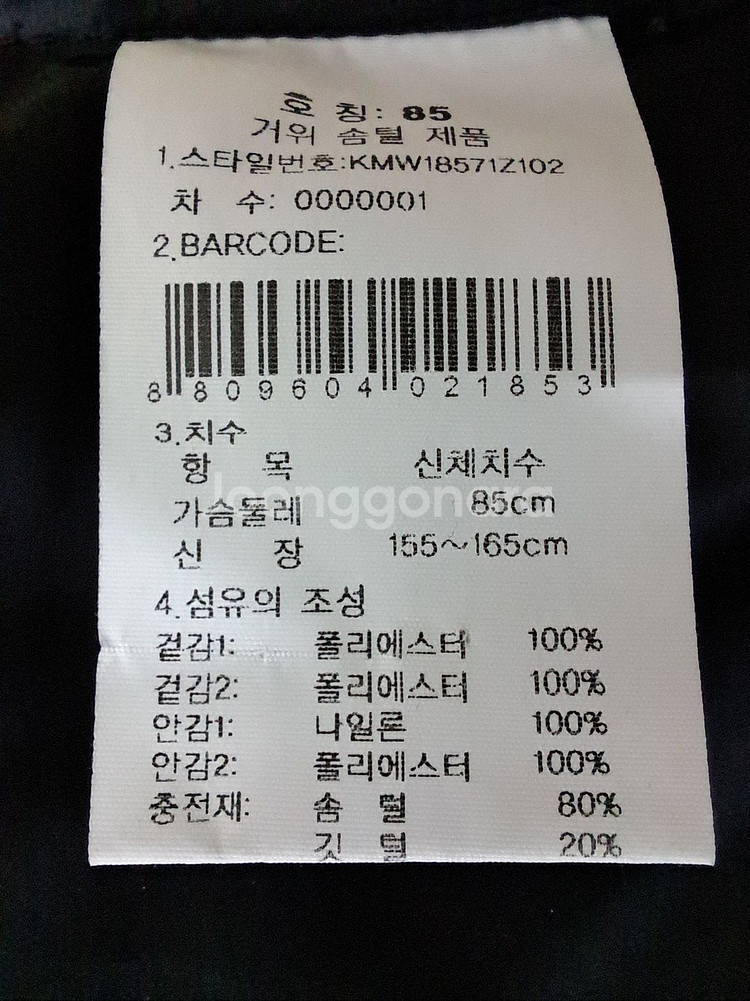 호 칭: 85
거위 솜털 제품
1.스타일번호:KMW18571Z102
차 수: 0000001
2.BARCODE:
8 809604 021853
3.치수
항 목 신체치수
가슴둘레 85cm
신 장 155~165cm
4.섬유의 조성
겉감1: 폴리에스터 100%
겉감2: 폴리에스터 100%
안감1: 나일론 100%
안감2: 폴리에스터 100%
충전재: 솜 털 80%
깃 털 20%